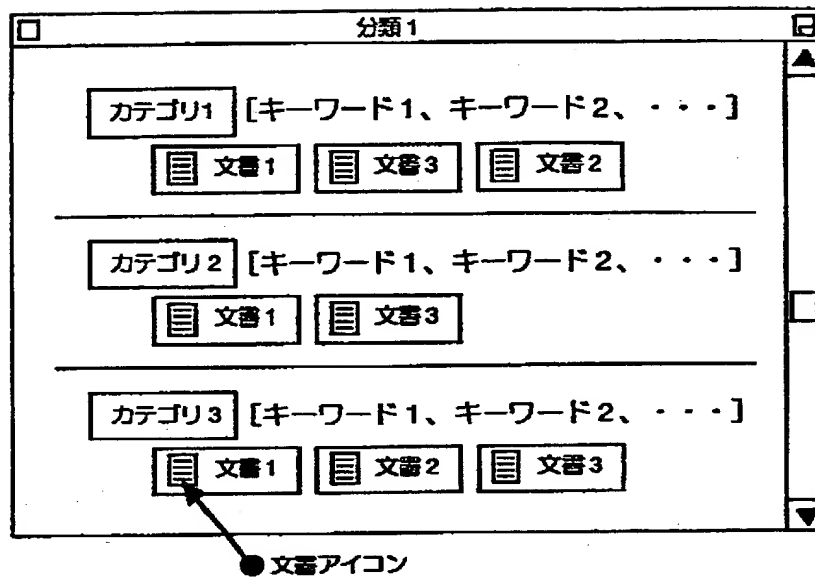 分類1
カテゴリ1 [キーワード1、キーワード2、・・・]
文書1 文書3 文書2
カテゴリ2 [キーワード1、キーワード2、・・・]
文書1 文書3
カテゴリ3 [キーワード1、キーワード2、・・・]
文書1 文書2 文書3
文書アイコン